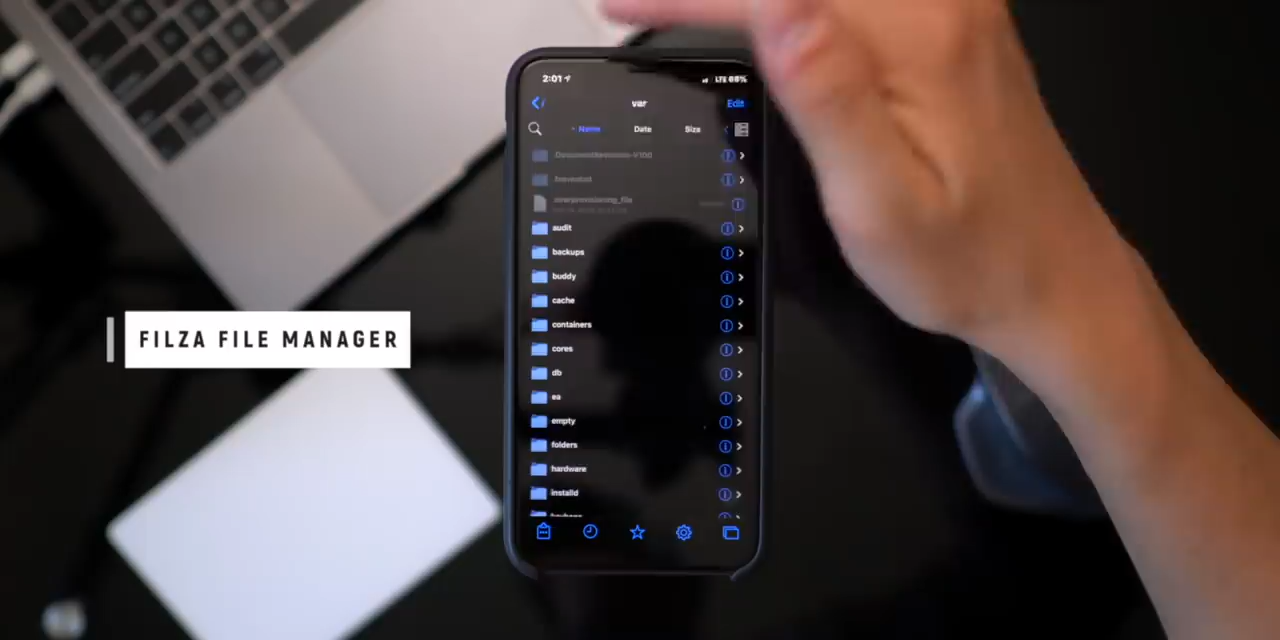 2:01 LTE 68%
var Edit
Name Date Size
audit
backups
buddy
cache
containers
cores
db
ea
empty
folders
hardware
installd
FILZA FILE MANAGER